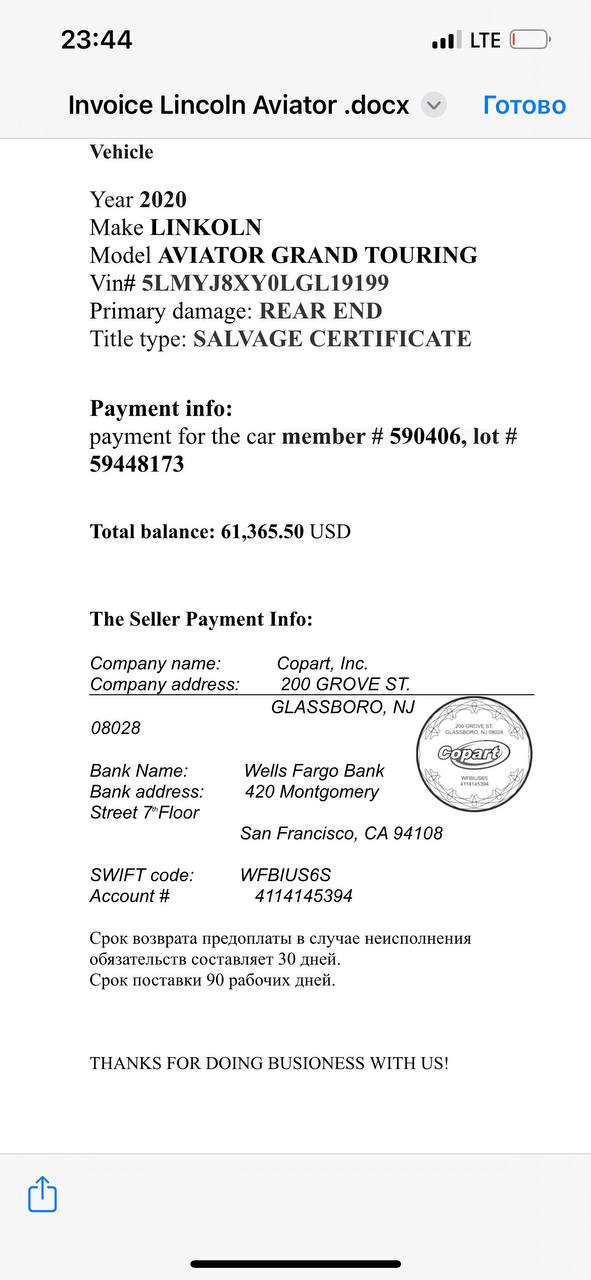 23:44
LTE
Invoice Lincoln Aviator .docx
Готово
Vehicle
Year 2020
Make LINKOLN
Model AVIATOR GRAND TOURING
Vin# 5LMYJ8XY0LGL19199
Primary damage: REAR END
Title type: SALVAGE CERTIFICATE
Payment info:
payment for the car member # 590406, lot #
59448173
Total balance: 61,365.50 USD
The Seller Payment Info:
Company name: Copart, Inc.
Company address: 200 GROVE ST.
GLASSBORO, NJ
08028
200 GROVE ST.
GLASSBORO, NJ 08028
Copart
WFBIUS6S
4114145394
Bank Name: Wells Fargo Bank
Bank address: 420 Montgomery
Street 7th Floor
San Francisco, CA 94108
SWIFT code: WFBIUS6S
Account # 4114145394
Срок возврата предоплаты в случае неисполнения
обязательств составляет 30 дней.
Срок поставки 90 рабочих дней.
THANKS FOR DOING BUSIONESS WITH US!